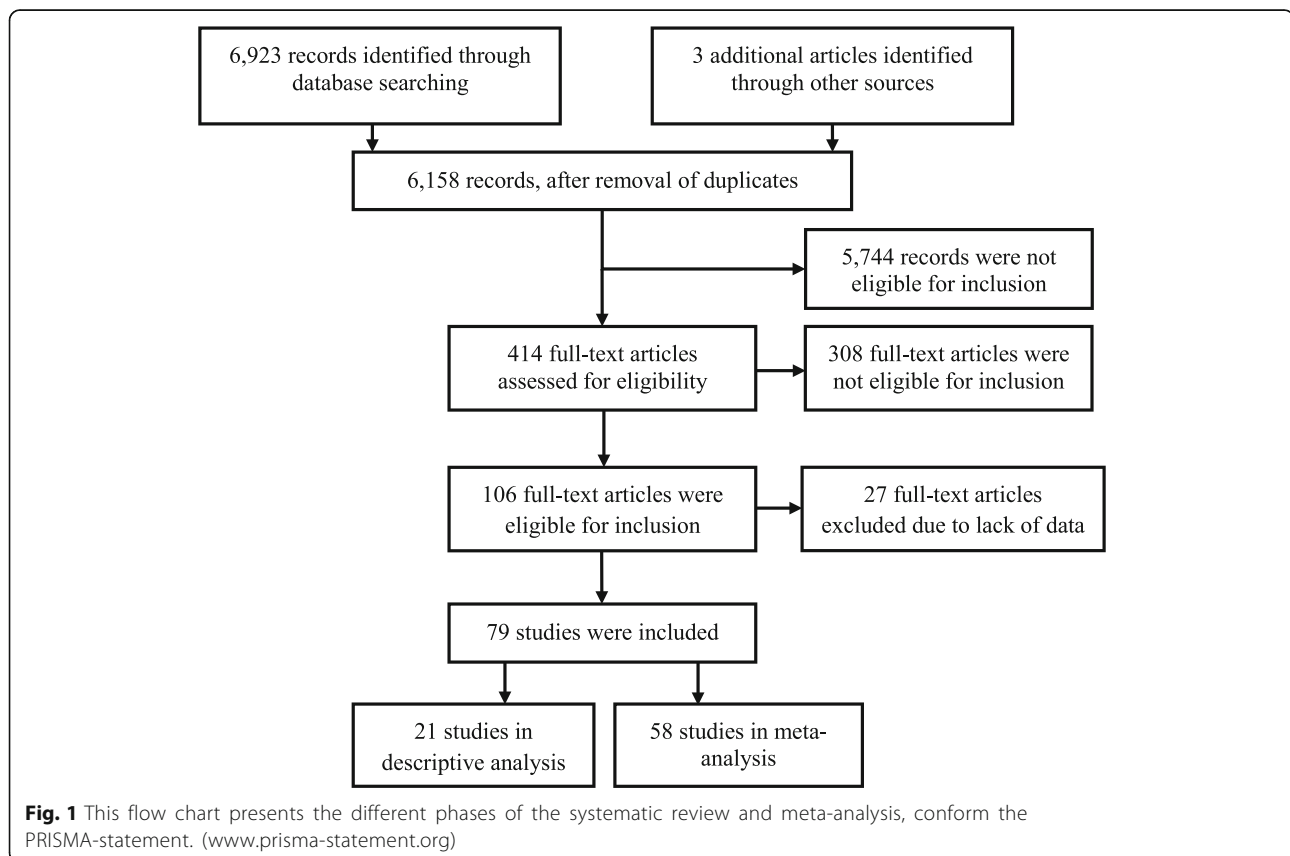 6,923 records identified through
database searching
3 additional articles identified
through other sources
6,158 records, after removal of duplicates
5,744 records were not
eligible for inclusion
414 full-text articles
assessed for eligibility
308 full-text articles were
not eligible for inclusion
106 full-text articles were
eligible for inclusion
27 full-text articles
excluded due to lack of data
79 studies were included
21 studies in
descriptive analysis
58 studies in meta-
analysis
Fig. 1 This flow chart presents the different phases of the systematic review and meta-analysis, conform the
PRISMA-statement. (www.prisma-statement.org)